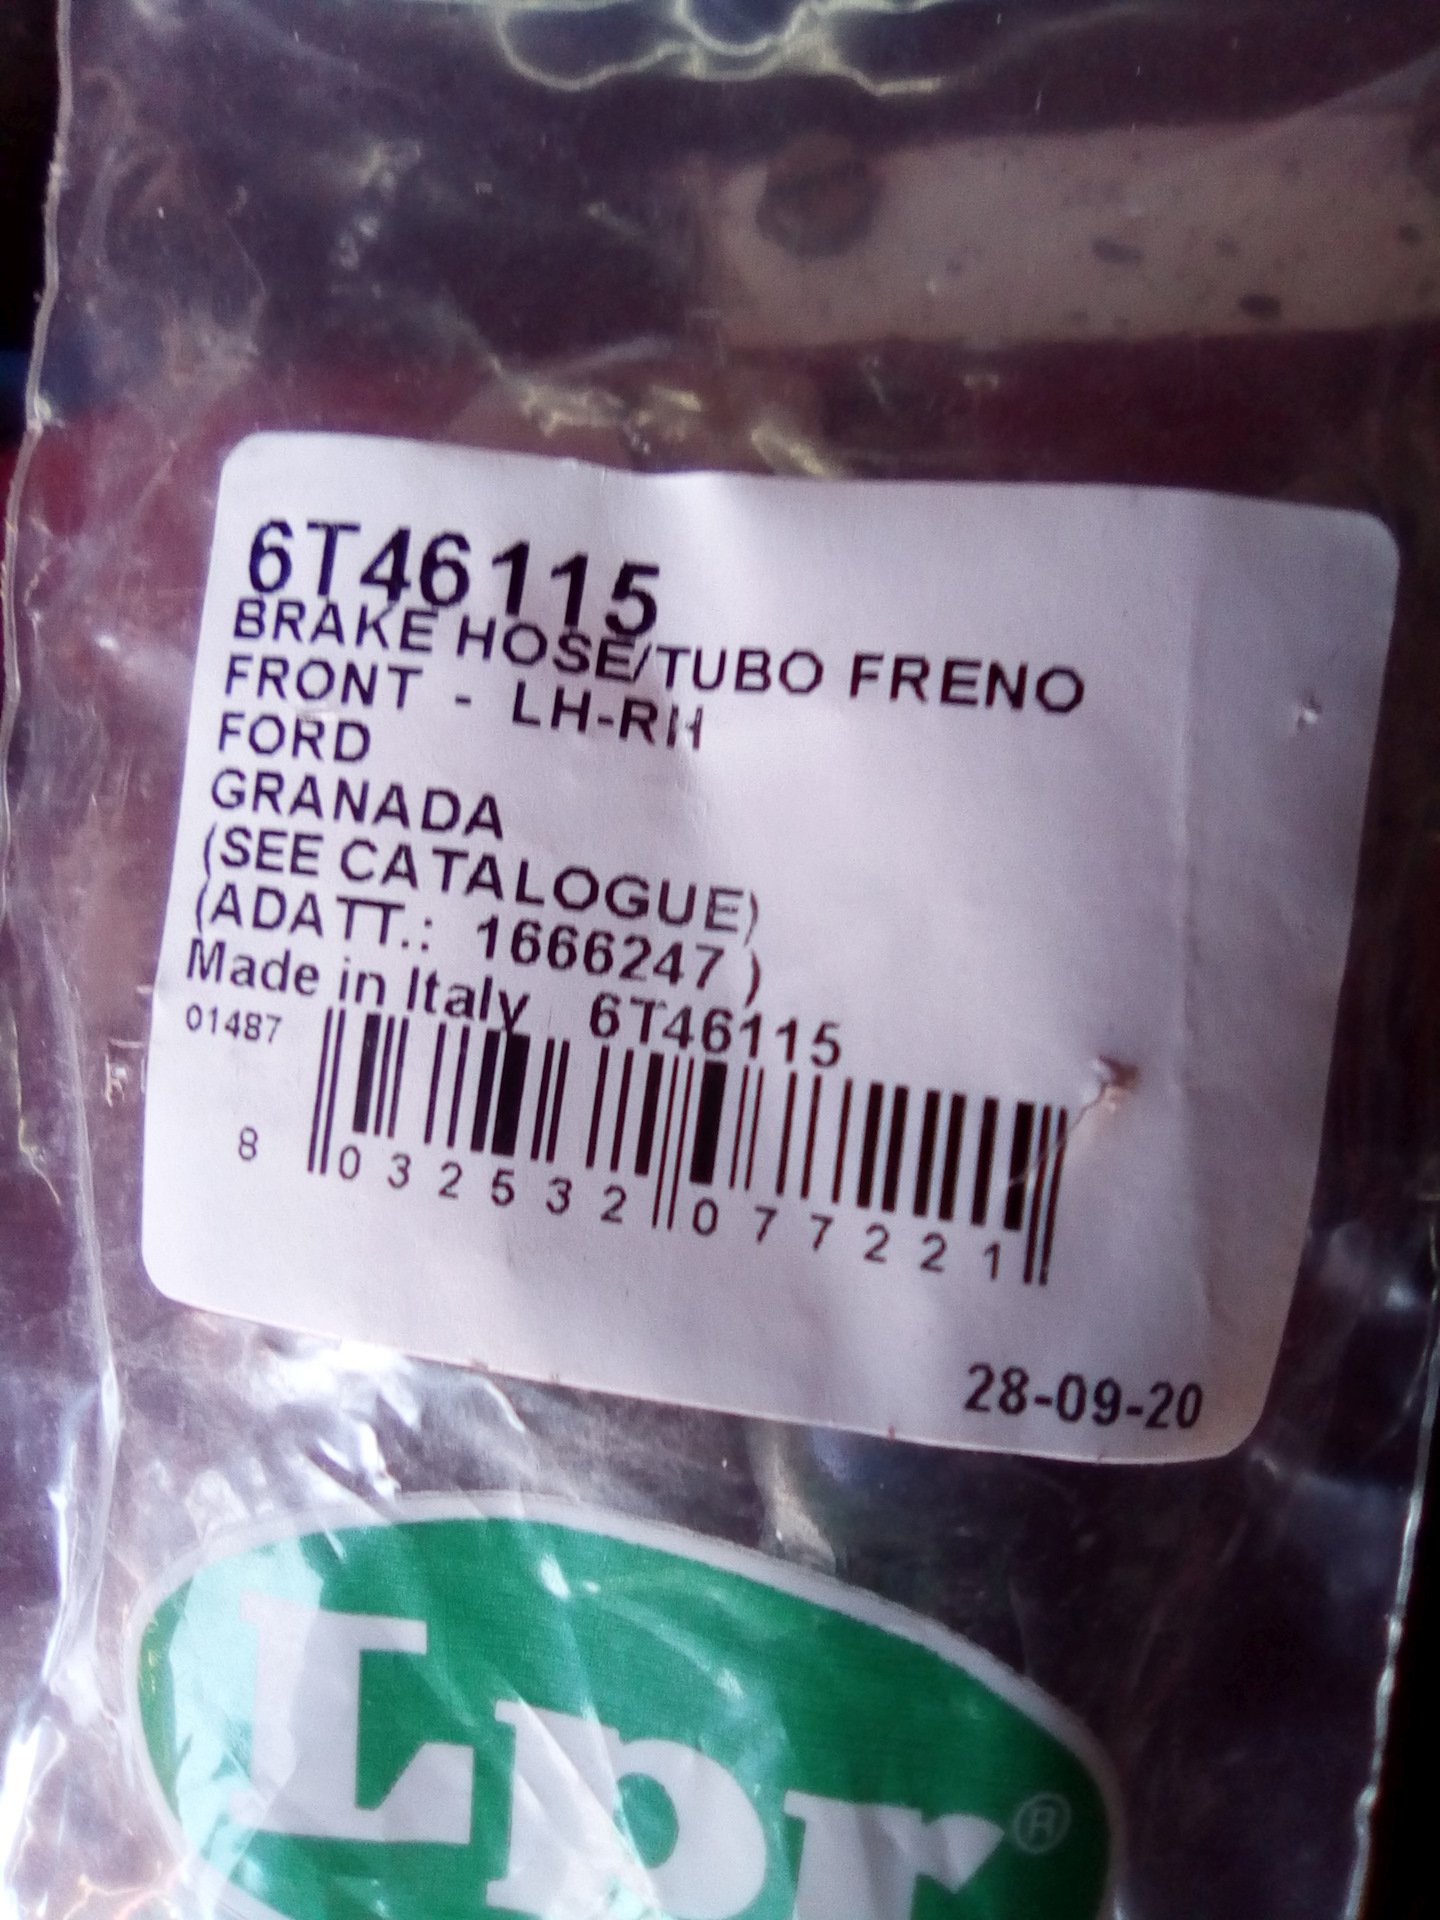 6T46115
BRAKE HOSE/TUBO FRENO
FRONT - LH-RH
FORD
GRANADA
(SEE CATALOGUE)
(ADATT.: 1666247 )
Made in Italy 6T46115
01487
8 032532 077221
28-09-20
Lpr®